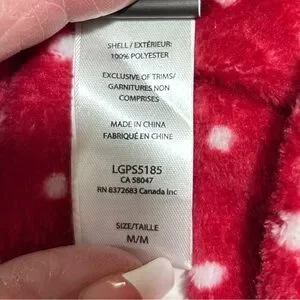 SHELL / EXTÉRIEUR:
100% POLYESTER
EXCLUSIVE OF TRIMS/
GARNITURES NON
COMPRISES
MADE IN CHINA
FABRIQUÉ EN CHINE
LGPS5185
CA 58047
RN 8372683 Canada Inc
SIZE/TAILLE
M/M